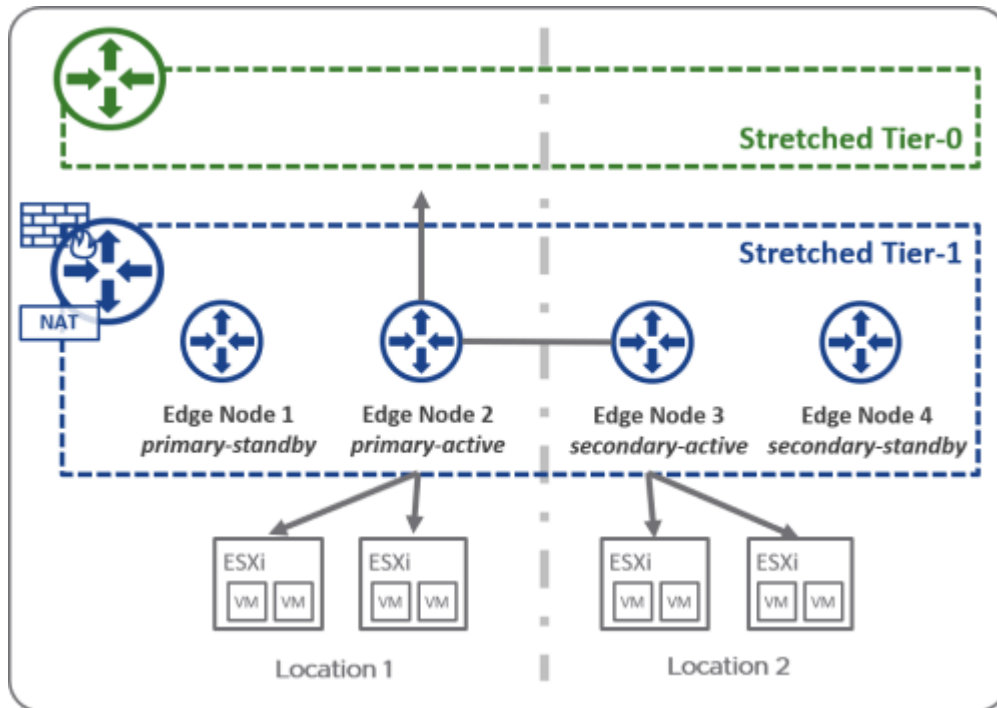 Stretched Tier-0
Stretched Tier-1
NAT
Edge Node 1
primary-standby
Edge Node 2
primary-active
Edge Node 3
secondary-active
Edge Node 4
secondary-standby
ESXi
VM VM
ESXi
VM VM
ESXi
VM VM
ESXi
VM VM
Location 1
Location 2